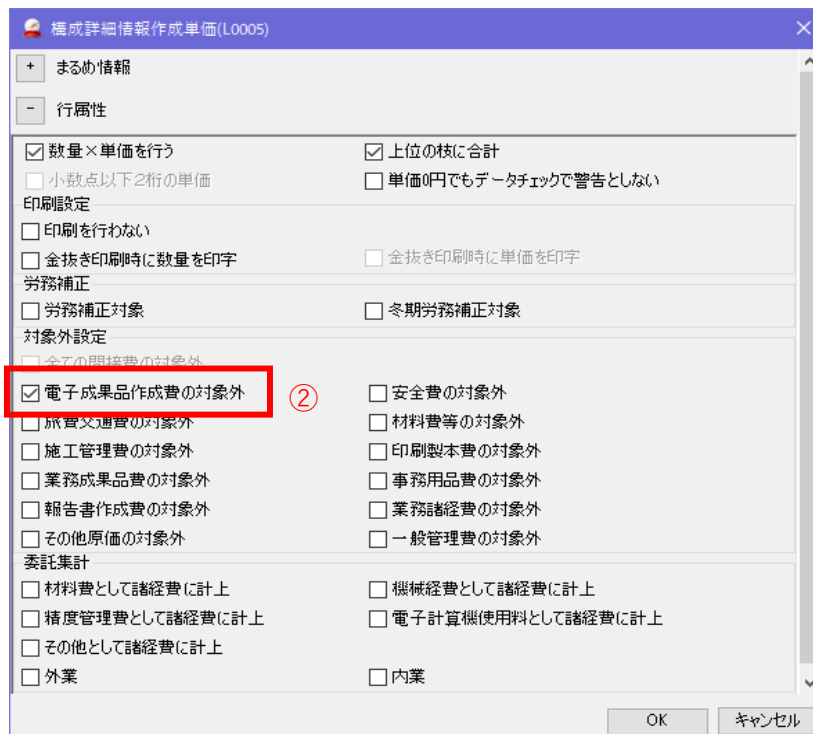 構成詳細情報作成単価(L0005)
+ まるめ情報
- 行属性
数量×単価を行う 上位の枝に合計
小数点以下2桁の単価 単価0円でもデータチェックで警告としない
印刷設定
印刷を行わない
金抜き印刷時に数量を印字 金抜き印刷時に単価を印字
労務補正
労務補正対象 冬期労務補正対象
対象外設定
全ての間接費の対象外
電子成果品作成費の対象外 ② 安全費の対象外
旅費交通費の対象外 材料費等の対象外
施工管理費の対象外 印刷製本費の対象外
業務成果品費の対象外 事務用品費の対象外
報告書作成費の対象外 業務諸経費の対象外
その他原価の対象外 一般管理費の対象外
委託集計
材料費として諸経費に計上 機械経費として諸経費に計上
精度管理費として諸経費に計上 電子計算機使用料として諸経費に計上
その他として諸経費に計上
外業 内業
OK キャンセル